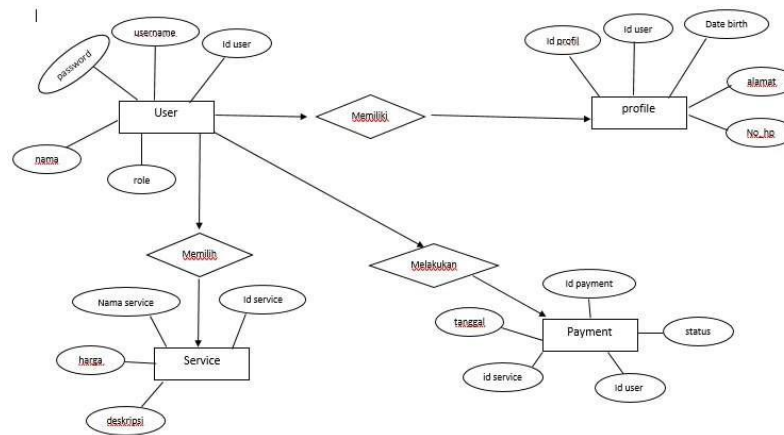 username
Id user
password
User
nama
role
Memiliki
Id profil
Id user
Date birth
profile
alamat
No_hp
Memilih
Melakukan
Nama service
Id service
harga
Service
deskripsi
Id payment
tanggal
Payment
status
id service
Id user